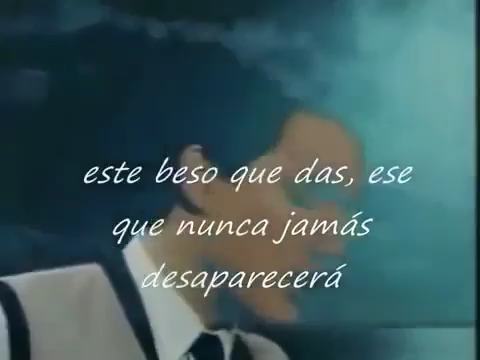 este beso que das, ese
que nunca jamás
desaparecerá